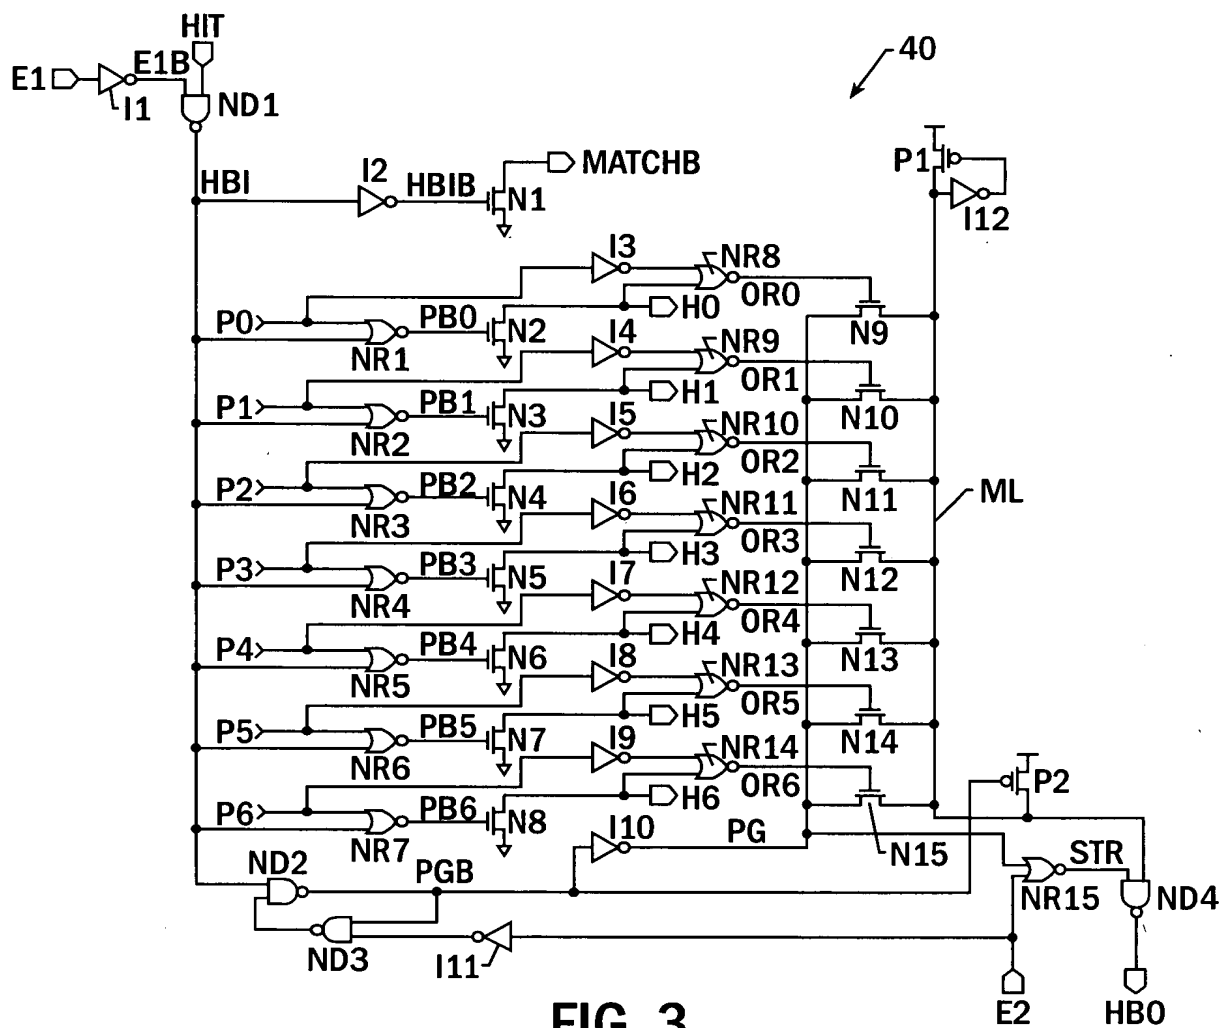 HIT
40
E1
E1B
I1
ND1
P1
I12
HBI
I2
HBIB
N1
MATCHB
I3
NR8
OR0
P0
PB0
N2
H0
NR1
N9
I4
NR9
OR1
P1
PB1
N3
H1
NR2
N10
I5
NR10
OR2
P2
PB2
N4
H2
NR3
N11
ML
I6
NR11
OR3
P3
PB3
N5
H3
NR4
N12
I7
NR12
OR4
P4
PB4
N6
H4
NR5
N13
I8
NR13
OR5
P5
PB5
N7
H5
NR6
N14
I9
NR14
OR6
P2
P6
PB6
N8
H6
NR7
N15
I10
PG
ND2
PGB
STR
NR15
ND4
ND3
I11
E2
HBO
FIG. 3